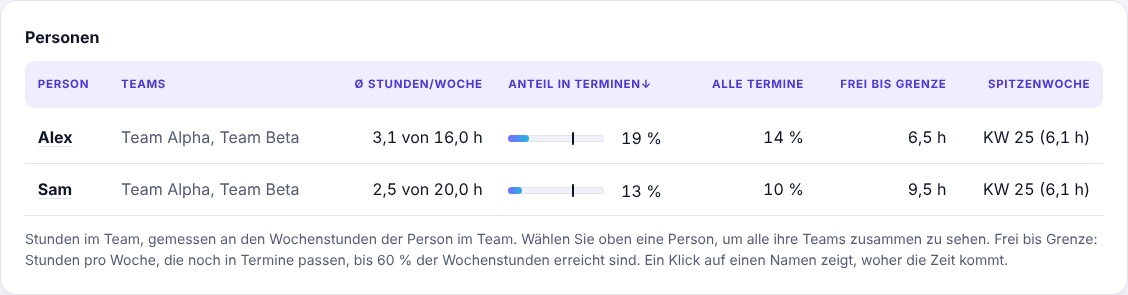 Personen
PERSON TEAMS Ø STUNDEN/WOCHE ANTEIL IN TERMINEN↓ ALLE TERMINE FREI BIS GRENZE SPITZENWOCHE
Alex Team Alpha, Team Beta 3,1 von 16,0 h 19 % 14 % 6,5 h KW 25 (6,1 h)
Sam Team Alpha, Team Beta 2,5 von 20,0 h 13 % 10 % 9,5 h KW 25 (6,1 h)
Stunden im Team, gemessen an den Wochenstunden der Person im Team. Wählen Sie oben eine Person, um alle ihre Teams zusammen zu sehen. Frei bis Grenze:
Stunden pro Woche, die noch in Termine passen, bis 60 % der Wochenstunden erreicht sind. Ein Klick auf einen Namen zeigt, woher die Zeit kommt.